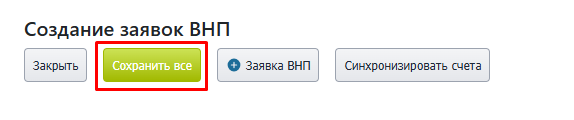 Создание заявок ВНП
Закрыть Сохранить все Заявка ВНП Синхронизировать счета